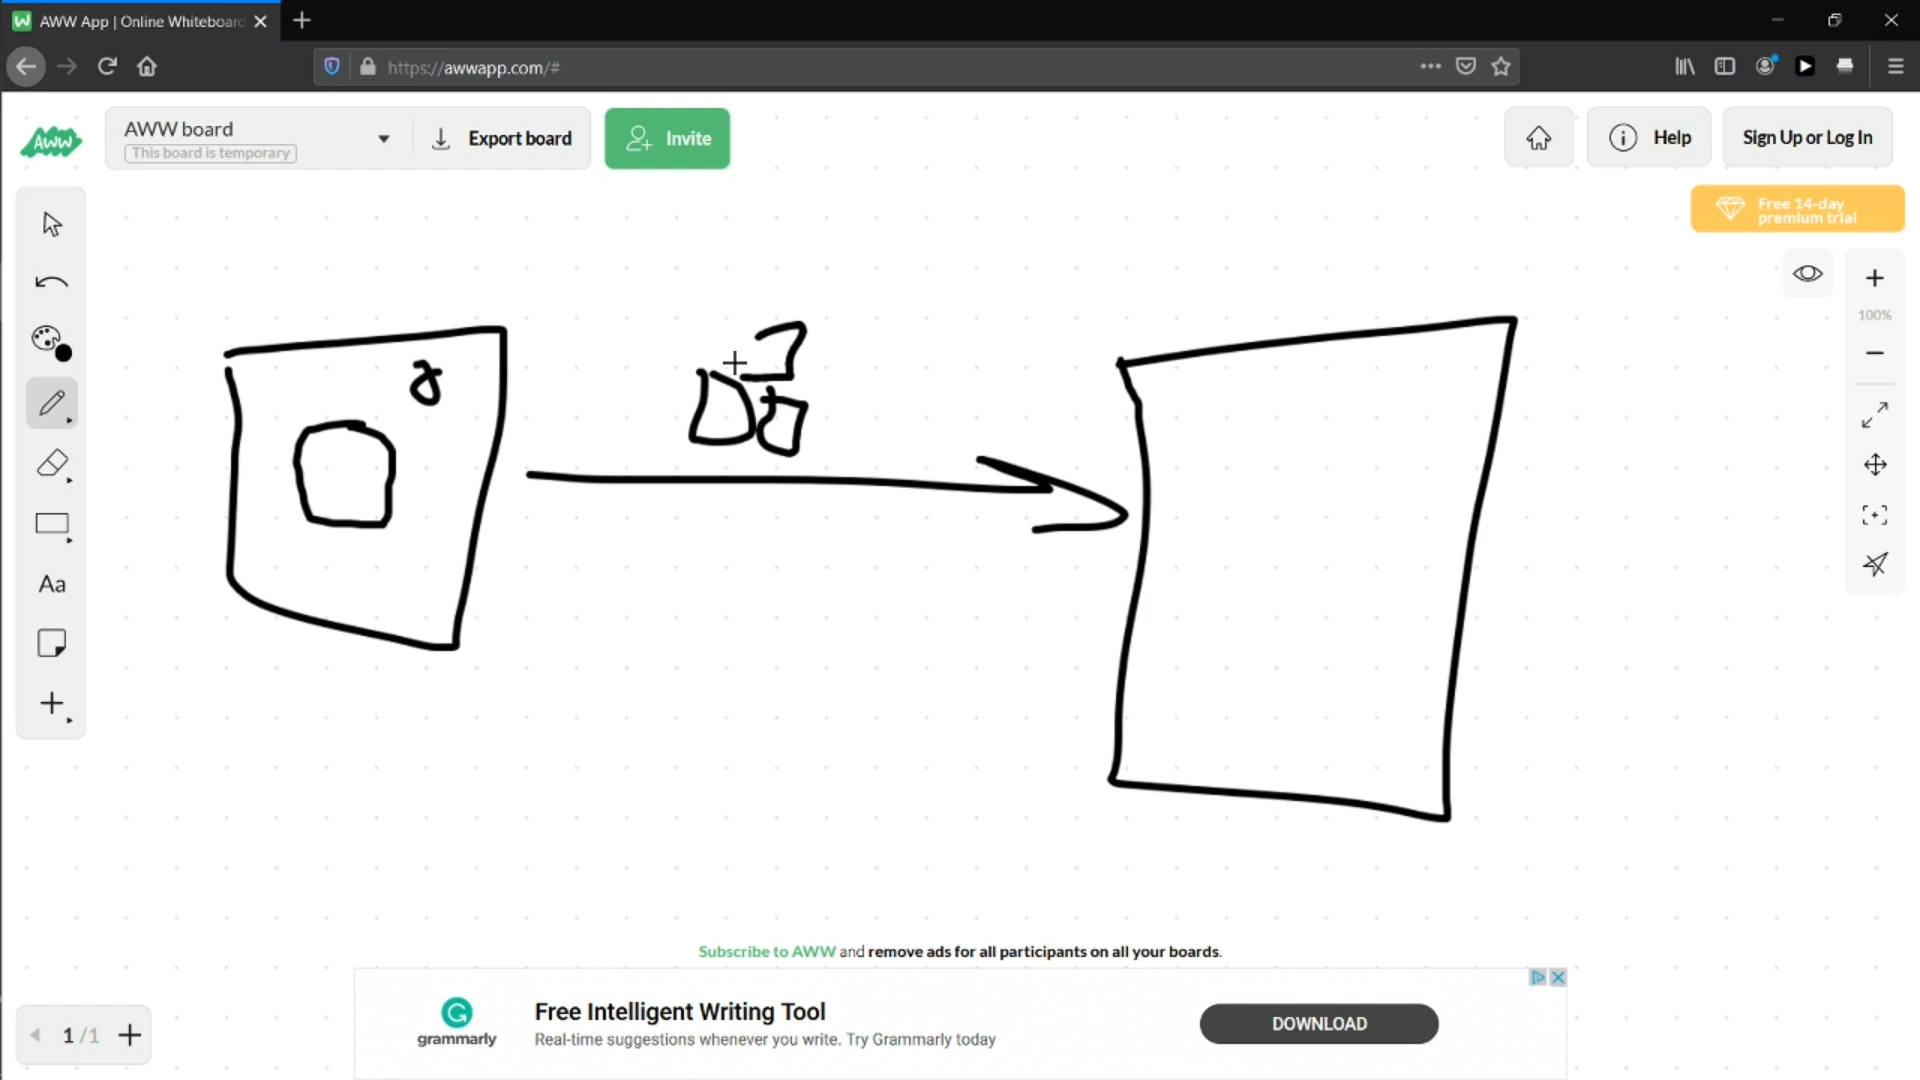 AWW App | Online Whiteboard
https://awwapp.com/#
AWW
AWW board
This board is temporary
Export board
Invite
Help
Sign Up or Log In
Free 14-day
premium trial
100%
Aa
Subscribe to AWW and remove ads for all participants on all your boards.
grammarly
Free Intelligent Writing Tool
Real-time suggestions whenever you write. Try Grammarly today
DOWNLOAD
1 /1